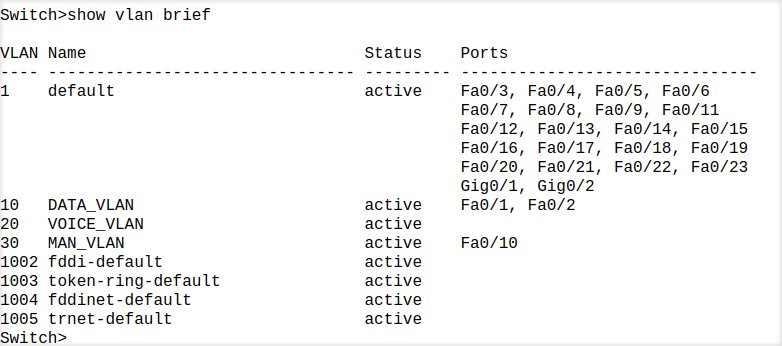 Switch>show vlan brief
VLAN Name                             Status    Ports
---- -------------------------------- --------- -------------------------------
1    default                          active    Fa0/3, Fa0/4, Fa0/5, Fa0/6
                                                Fa0/7, Fa0/8, Fa0/9, Fa0/11
                                                Fa0/12, Fa0/13, Fa0/14, Fa0/15
                                                Fa0/16, Fa0/17, Fa0/18, Fa0/19
                                                Fa0/20, Fa0/21, Fa0/22, Fa0/23
                                                Gig0/1, Gig0/2
10   DATA_VLAN                        active    Fa0/1, Fa0/2
20   VOICE_VLAN                       active
30   MAN_VLAN                         active    Fa0/10
1002 fddi-default                     active
1003 token-ring-default               active
1004 fddinet-default                  active
1005 trnet-default                    active
Switch>